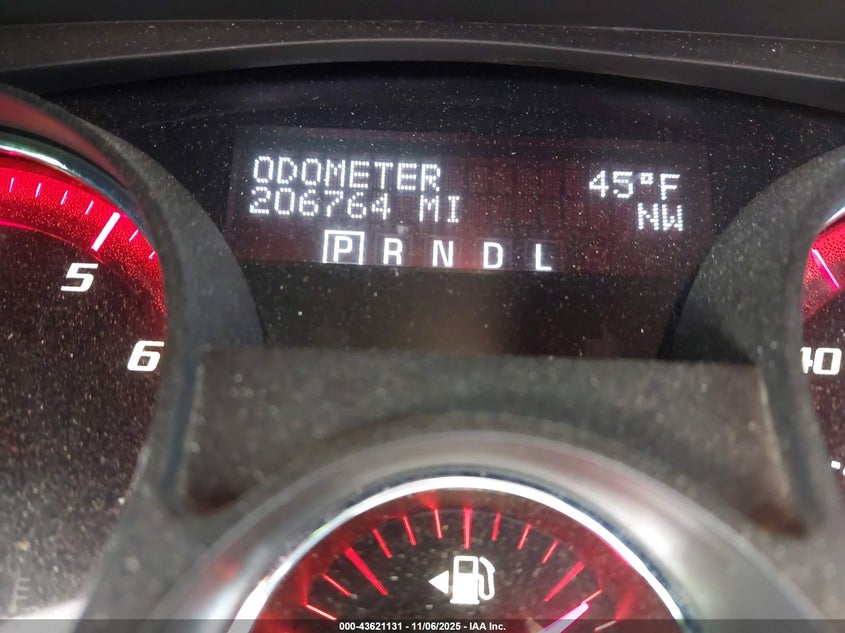 ODOMETER 45°F
206764 MI NW
P R N D L
5
6
40
000-43621131 - 11/06/2025 - IAA Inc.